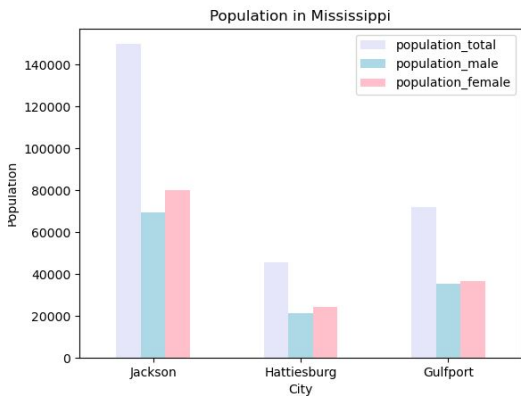 Population in Mississippi
population_total
population_male
population_female
140000
120000
100000
80000
60000
40000
20000
0
Population
Jackson
Hattiesburg
Gulfport
City